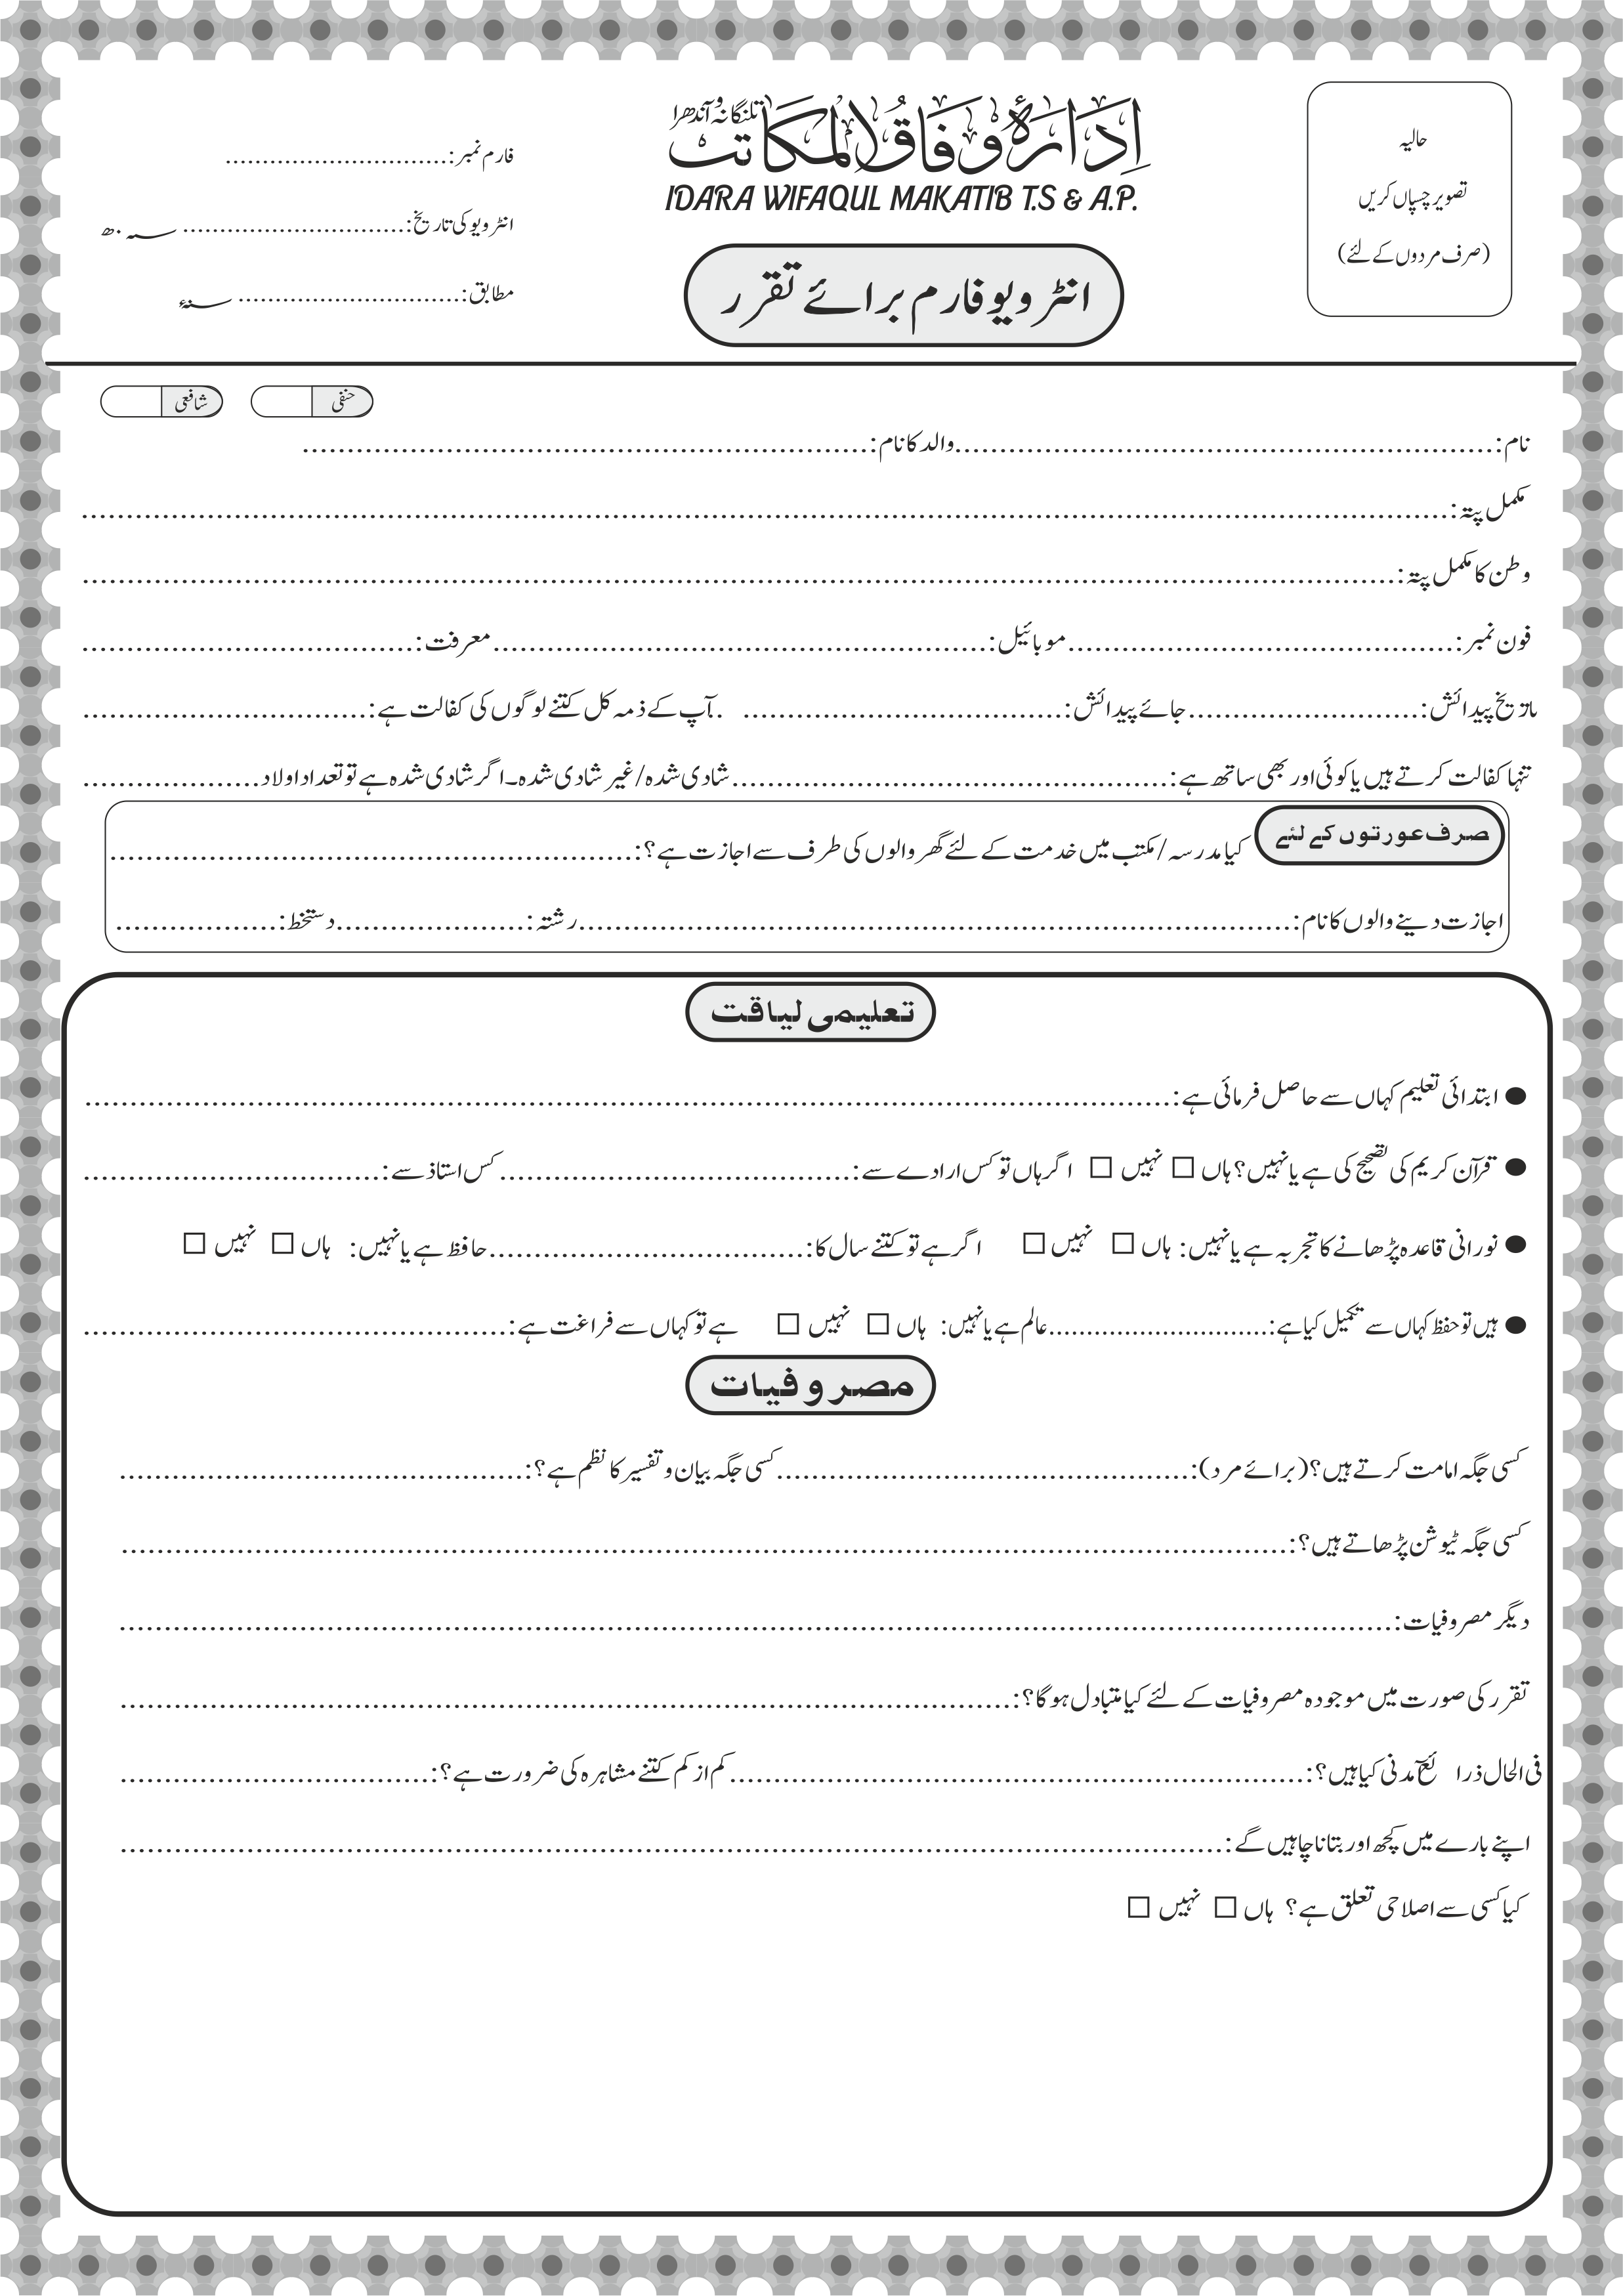 حالیہ
تصویر چسپاں کریں
(صرف مردوں کے لئے)
اِدَارَۂ وِفَاقُ الْمَکَاتِب تلنگانہ و آندھرا
IDARA WIFAQUL MAKATIB T.S & A.P.
انٹرویو فارم برائے تقرر
فارم نمبر:..............................
انٹرویو کی تاریخ:.............................. سنہ ھ
مطابق:.............................. سنۂ
حنفی شافعی
نام:..............................والد کا نام:..............................
مکمل پتہ:..............................
وطن کا مکمل پتہ:..............................
فون نمبر:..............................موبائیل:..............................معرفت:..............................
تاریخ پیدائش:..............................جائے پیدائش:.............................. آپ کے ذمہ کل کتنے لوگوں کی کفالت ہے:..............................
تنہا کفالت کرتے ہیں یا کوئی اور بھی ساتھ ہے:..............................شادی شدہ/غیر شادی شدہ۔ اگر شادی شدہ ہے تو تعداد اولاد..............................
صرف عورتوں کے لئے کیا مدرسہ/مکتب میں خدمت کے لئے گھر والوں کی طرف سے اجازت ہے؟:..............................
اجازت دینے والوں کا نام:..............................رشتہ:..............................دستخط:..............................
تعلیمی لیاقت
● ابتدائی تعلیم کہاں سے حاصل فرمائی ہے:..............................
● قرآن کریم کی تصحیح کی ہے یا نہیں؟ ہاں □ نہیں □ اگر ہاں تو کس ارادے سے:..............................کس استاذ سے:..............................
● نورانی قاعدہ پڑھانے کا تجربہ ہے یا نہیں: ہاں □ نہیں □ اگر ہے تو کتنے سال کا:..............................حافظ ہے یا نہیں: ہاں □ نہیں □
● ہیں تو حفظ کہاں سے تکمیل کیا ہے:..............................عالم ہے یا نہیں: ہاں □ نہیں □ ہے تو کہاں سے فراغت ہے:..............................
مصروفیات
کسی جگہ امامت کرتے ہیں؟ (برائے مرد):..............................کسی جگہ بیان و تفسیر کا نظم ہے؟:..............................
کسی جگہ ٹیوشن پڑھاتے ہیں؟:..............................
دیگر مصروفیات:..............................
تقرر کی صورت میں موجودہ مصروفیات کے لئے کیا متبادل ہوگا؟:..............................
فی الحال ذرائع آمدنی کیا ہیں؟:..............................کم از کم کتنے مشاہرہ کی ضرورت ہے؟:..............................
اپنے بارے میں کچھ اور بتانا چاہیں گے:..............................
کیا کسی سے اصلاحی تعلق ہے؟ ہاں □ نہیں □